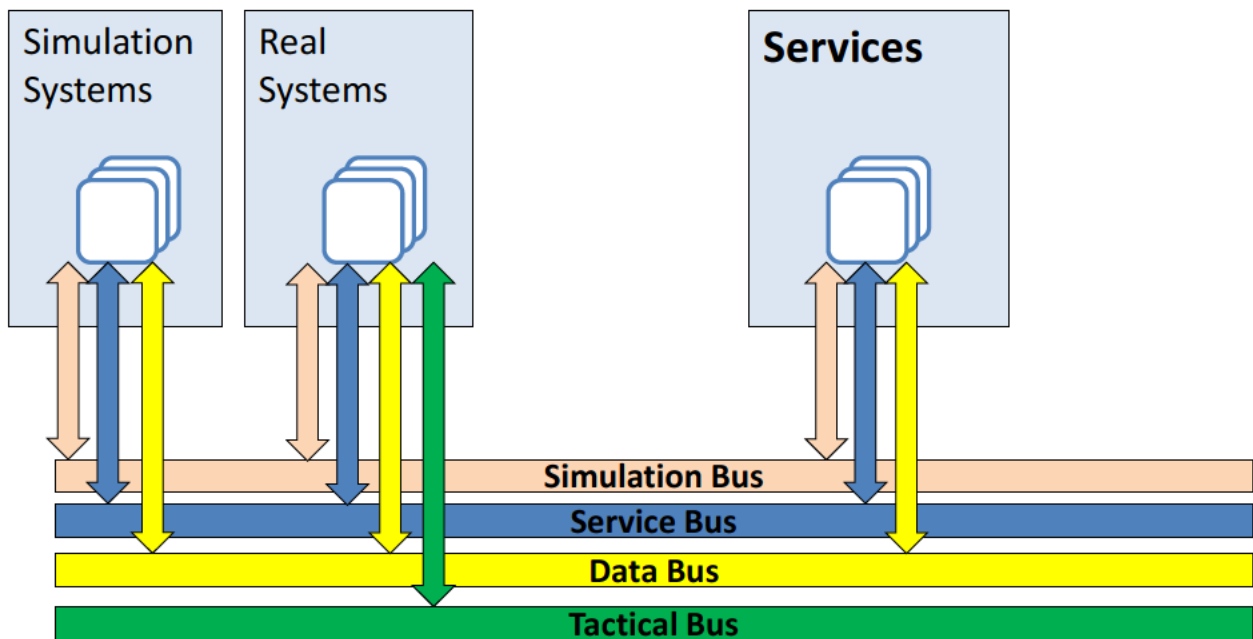 Simulation
Systems
Real
Systems
Services
Simulation Bus
Service Bus
Data Bus
Tactical Bus